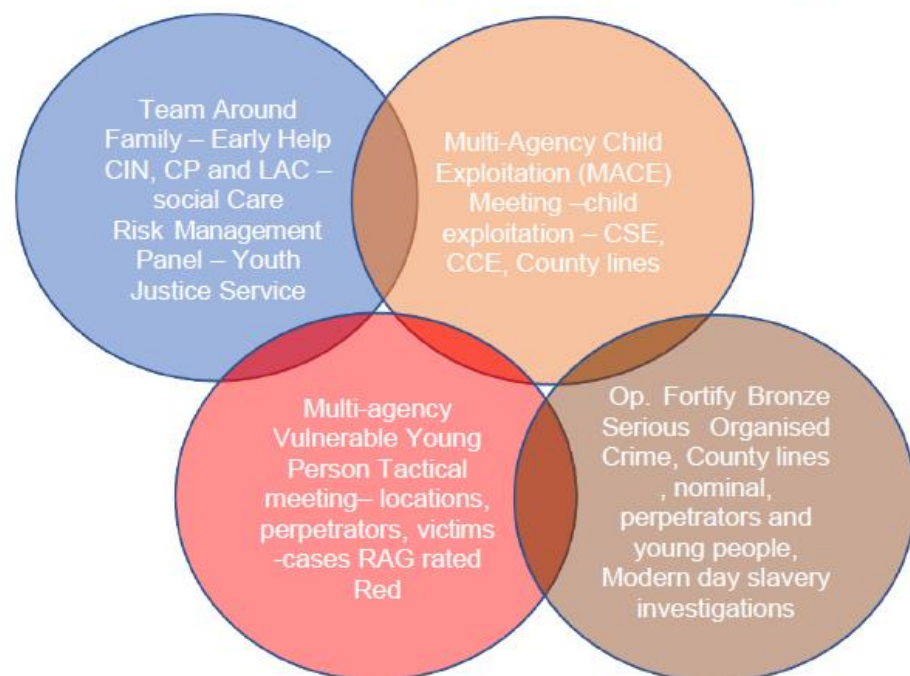 Team Around
Family – Early Help
CIN, CP and LAC –
social Care
Risk Management
Panel – Youth
Justice Service
Multi-Agency Child
Exploitation (MACE)
Meeting –child
exploitation – CSE,
CCE, County lines
Multi-agency
Vulnerable Young
Person Tactical
meeting– locations,
perpetrators, victims
-cases RAG rated
Red
Op. Fortify Bronze
Serious Organised
Crime, County lines
, nominal,
perpetrators and
young people,
Modern day slavery
investigations